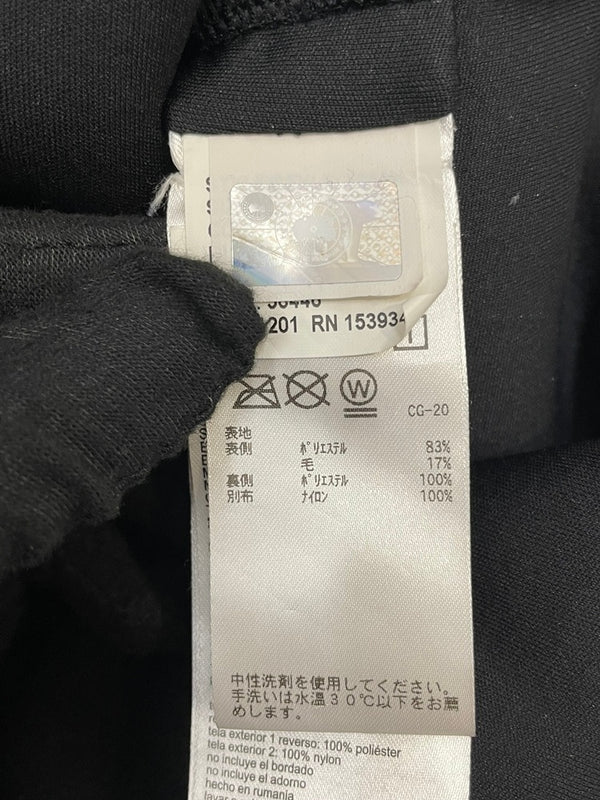 201 RN 153934
W
CG-20
表地
表側 ﾎﾟﾘｴｽﾃﾙ 83%
毛 17%
裏側 ﾎﾟﾘｴｽﾃﾙ 100%
別布 ﾅｲﾛﾝ 100%
中性洗剤を使用してください。
手洗いは水温３０℃以下をお薦
めします。
tela exterior 1 reverso: 100% poliéster
tela exterior 2: 100% nylon
no incluye el bordado
no incluye el adorno
hecho en rumania